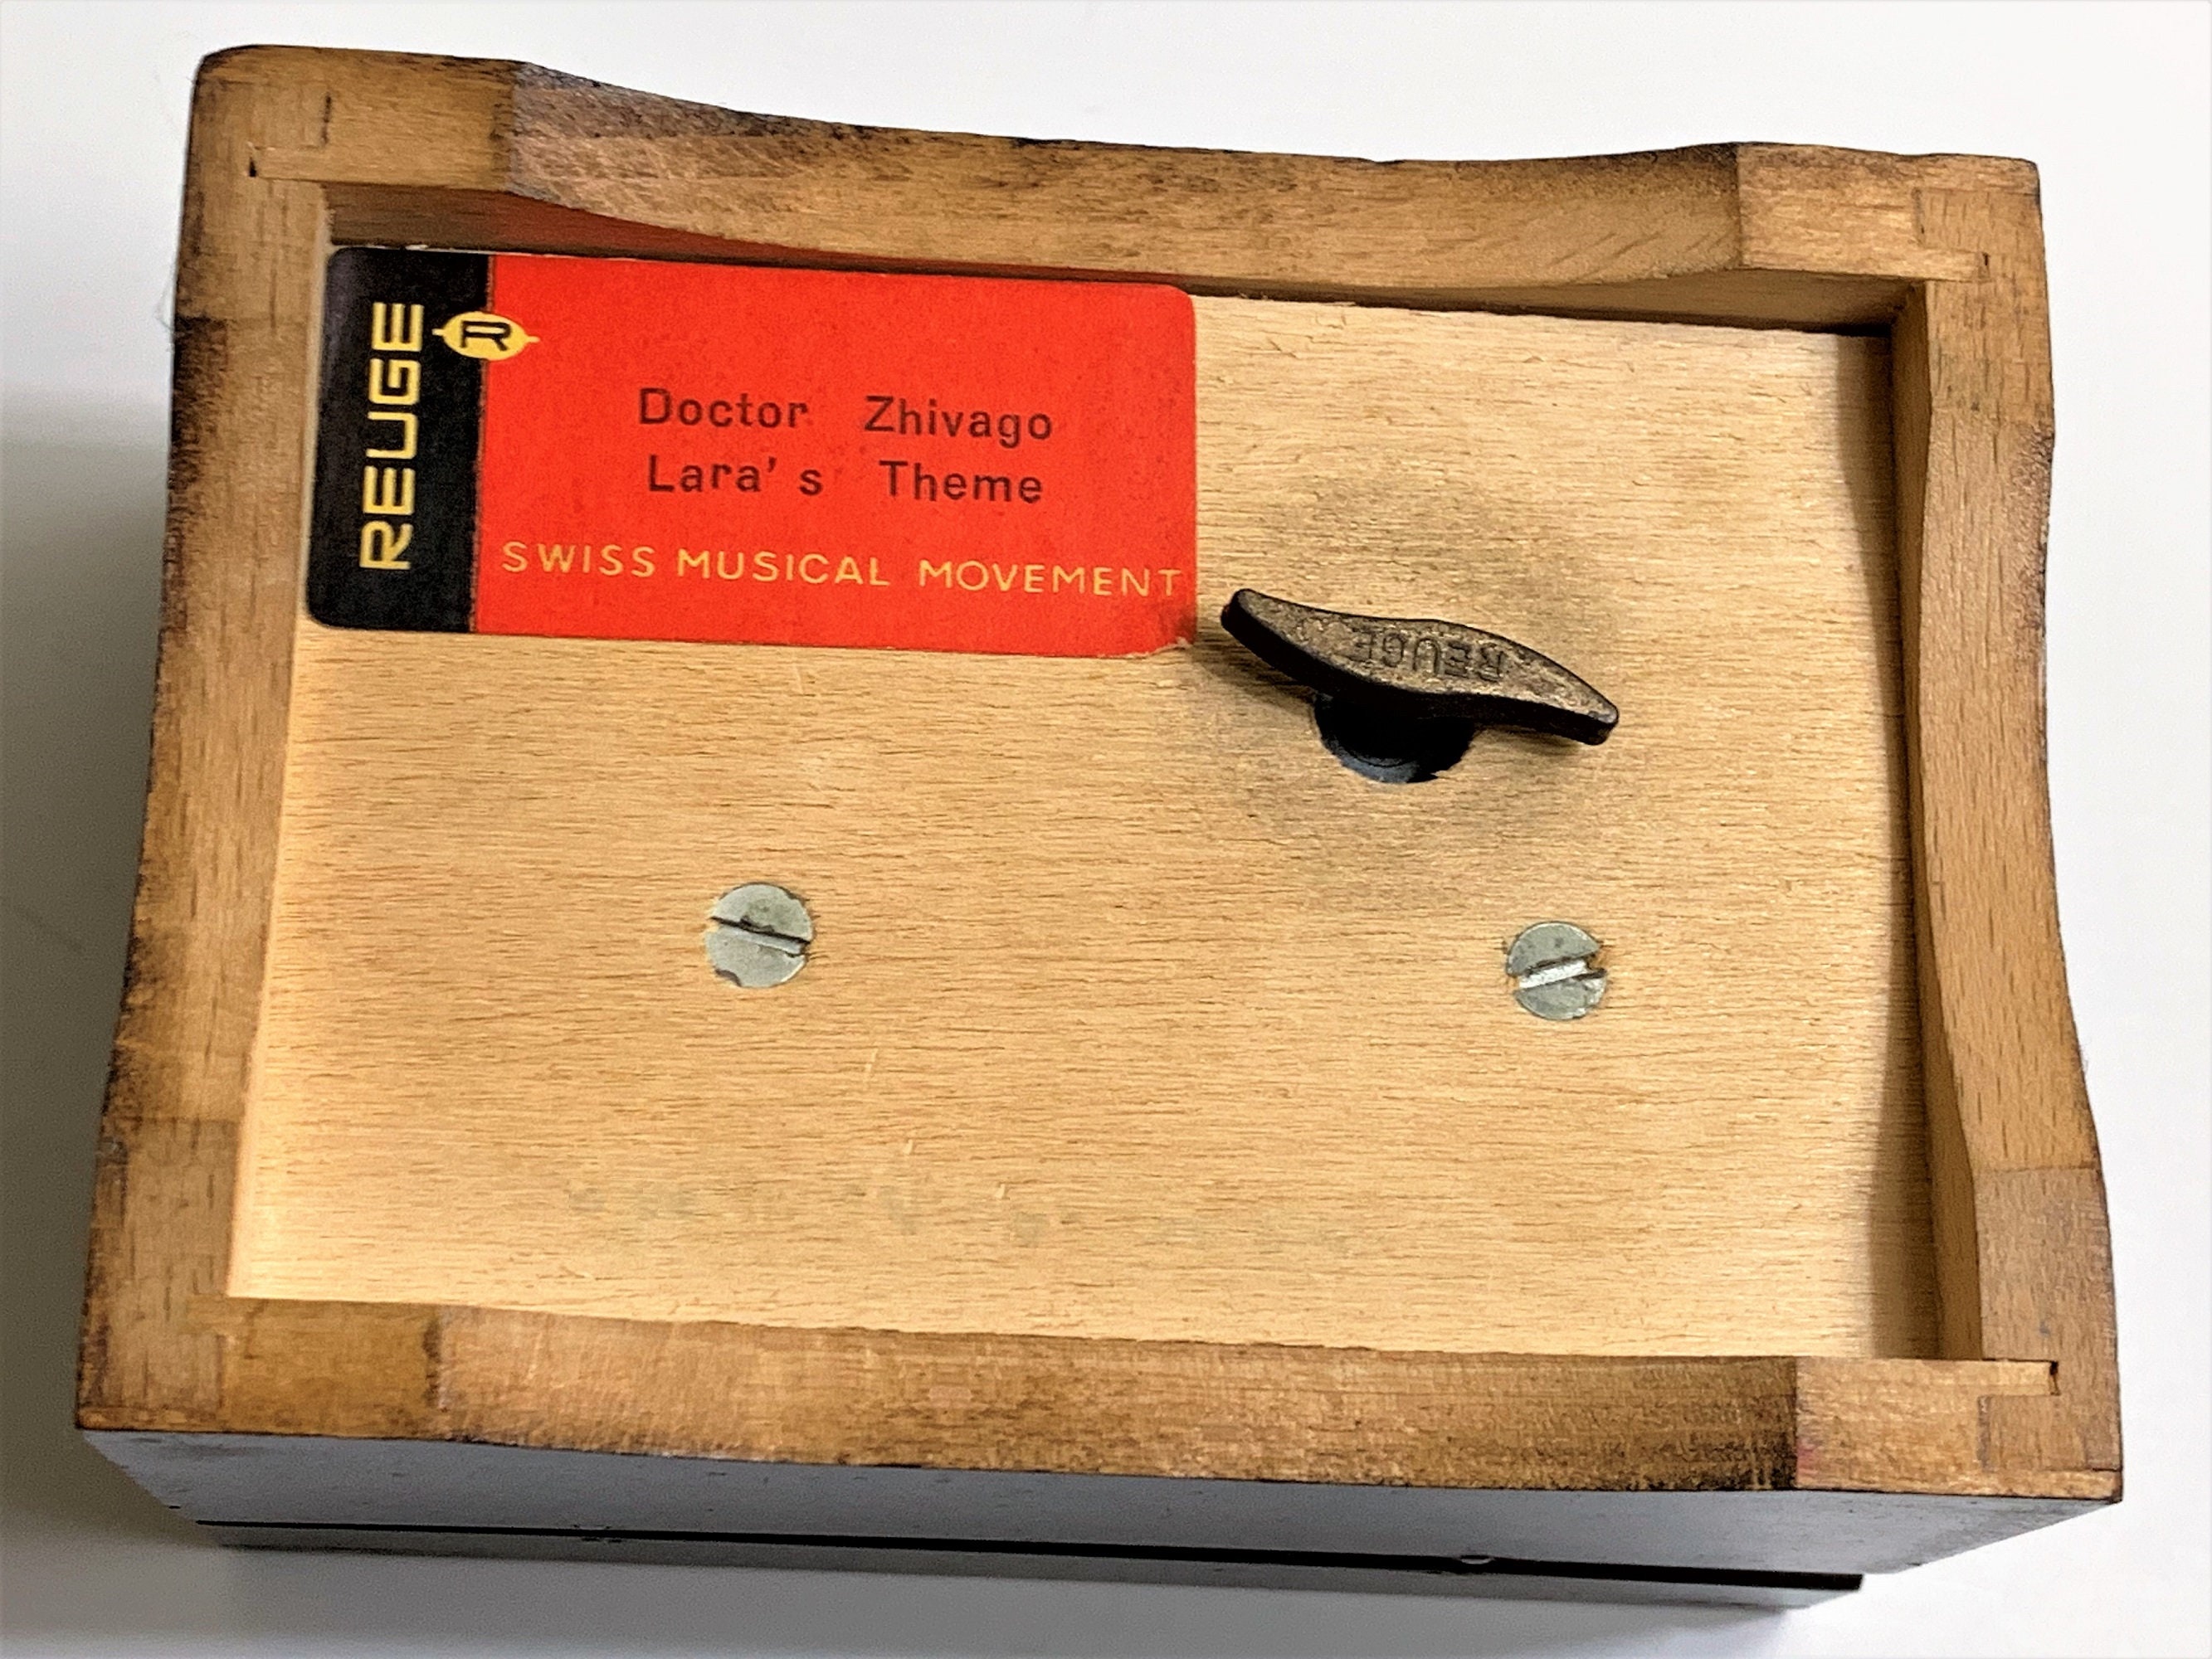 REUGE
R
Doctor Zhivago
Lara's Theme
SWISS MUSICAL MOVEMENT
REUGE